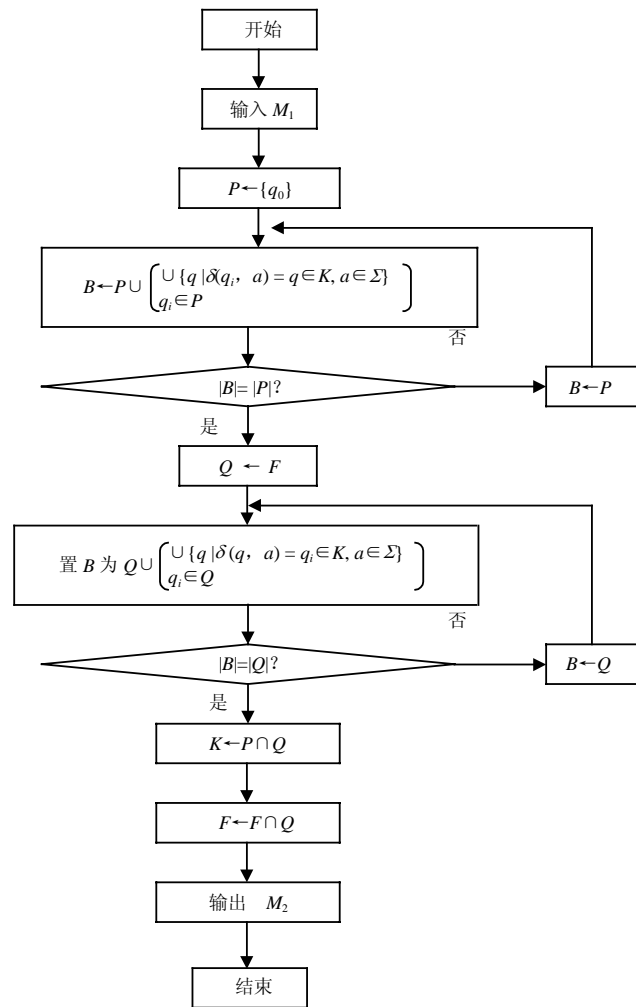 开始
输入 M₁
P←{q₀}
B←P∪(∪{q |δ(qᵢ，a) = q∈K, a∈Σ}
qᵢ∈P)
否
|B|= |P|？
B←P
是
Q ← F
置 B 为 Q∪(∪{q |δ (q，a) = qᵢ∈K, a∈Σ}
qᵢ∈Q)
否
|B|=|Q|？
B←Q
是
K←P∩Q
F←F∩Q
输出 M₂
结束